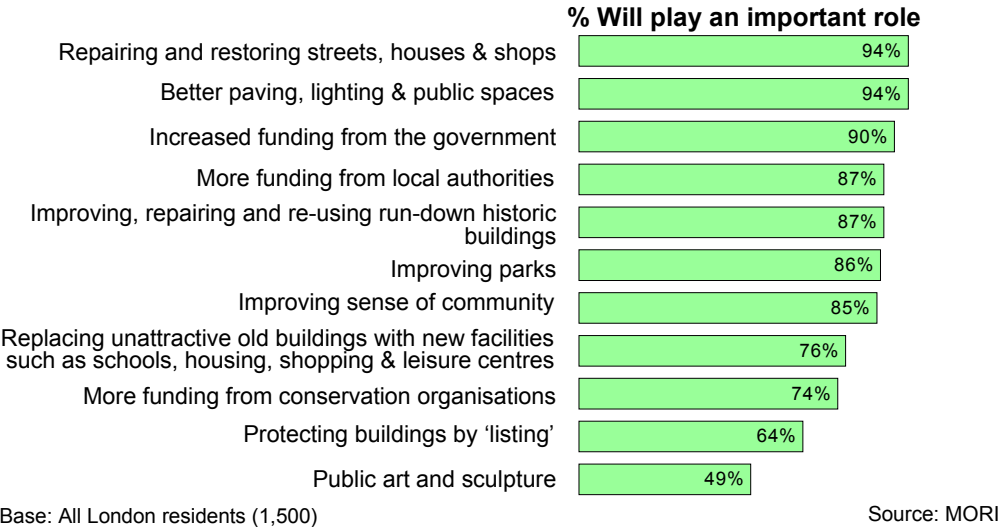 % Will play an important role
Repairing and restoring streets, houses & shops 94%
Better paving, lighting & public spaces 94%
Increased funding from the government 90%
More funding from local authorities 87%
Improving, repairing and re-using run-down historic
buildings 87%
Improving parks 86%
Improving sense of community 85%
Replacing unattractive old buildings with new facilities
such as schools, housing, shopping & leisure centres 76%
More funding from conservation organisations 74%
Protecting buildings by ‘listing’ 64%
Public art and sculpture 49%
Base: All London residents (1,500)
Source: MORI